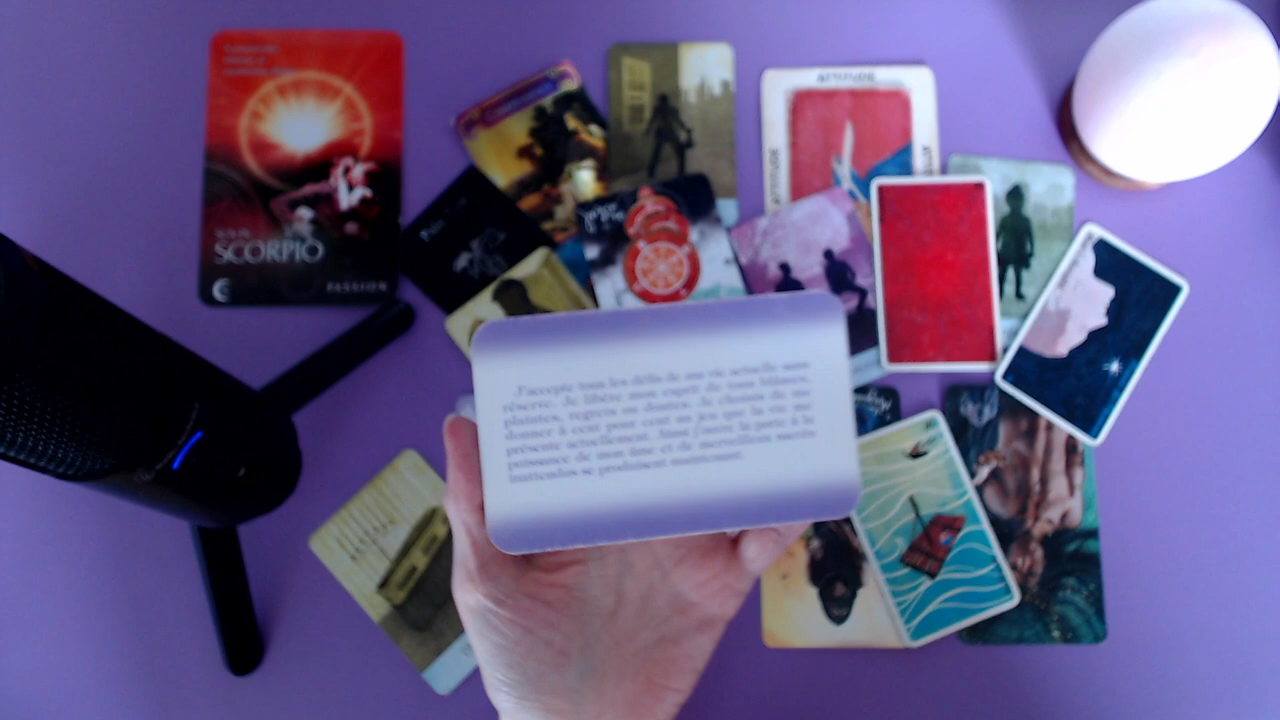 ATTITUDE
ATTITUDE
SCORPIO
PASSION
J'accepte tous les défis de ma vie actuelle sans
réserve. Je libère mon esprit de tous blâmes,
plaintes, regrets ou doutes. Je choisis de me
donner à cent pour cent au jeu que la vie me
présente actuellement. Ainsi j'ouvre la porte à la
puissance de mon âme et de merveilleux succès
inattendus se produisent maintenant.